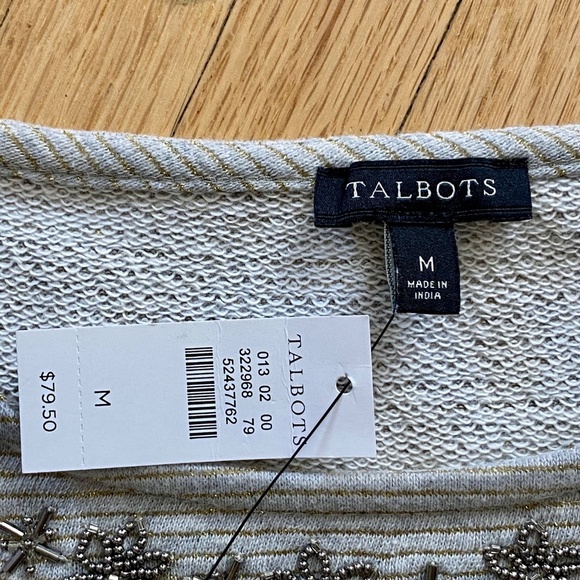 TALBOTS
M
MADE IN
INDIA
TALBOTS
013 02 00
322968 79
52437762
M
$79.50